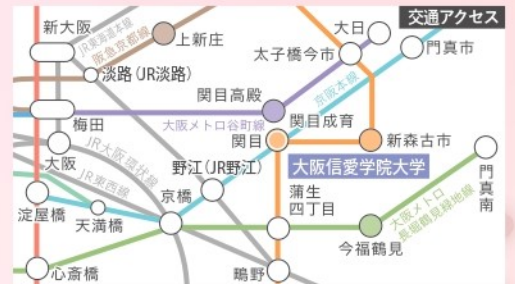 交通アクセス
新大阪
JR東海道本線
阪急京都線
上新庄
大日
門真市
太子橋今市
淡路(JR淡路)
京阪本線
関目高殿
大阪メトロ谷町線
関目成育
梅田
関目
新森古市
大阪
JR大阪環状線
野江(JR野江)
大阪信愛学院大学
JR東西線
京橋
蒲生
四丁目
大阪メトロ
長堀鶴見緑地線
門真南
淀屋橋
天満橋
今福鶴見
心斎橋
鴫野